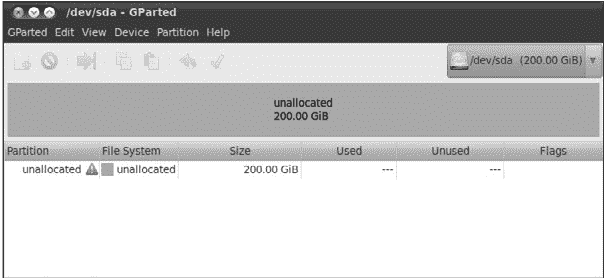 /dev/sda - GParted
GParted Edit View Device Partition Help
/dev/sda (200.00 GiB)
unallocated
200.00 GiB
Partition File System Size Used Unused Flags
unallocated unallocated 200.00 GiB --- ---